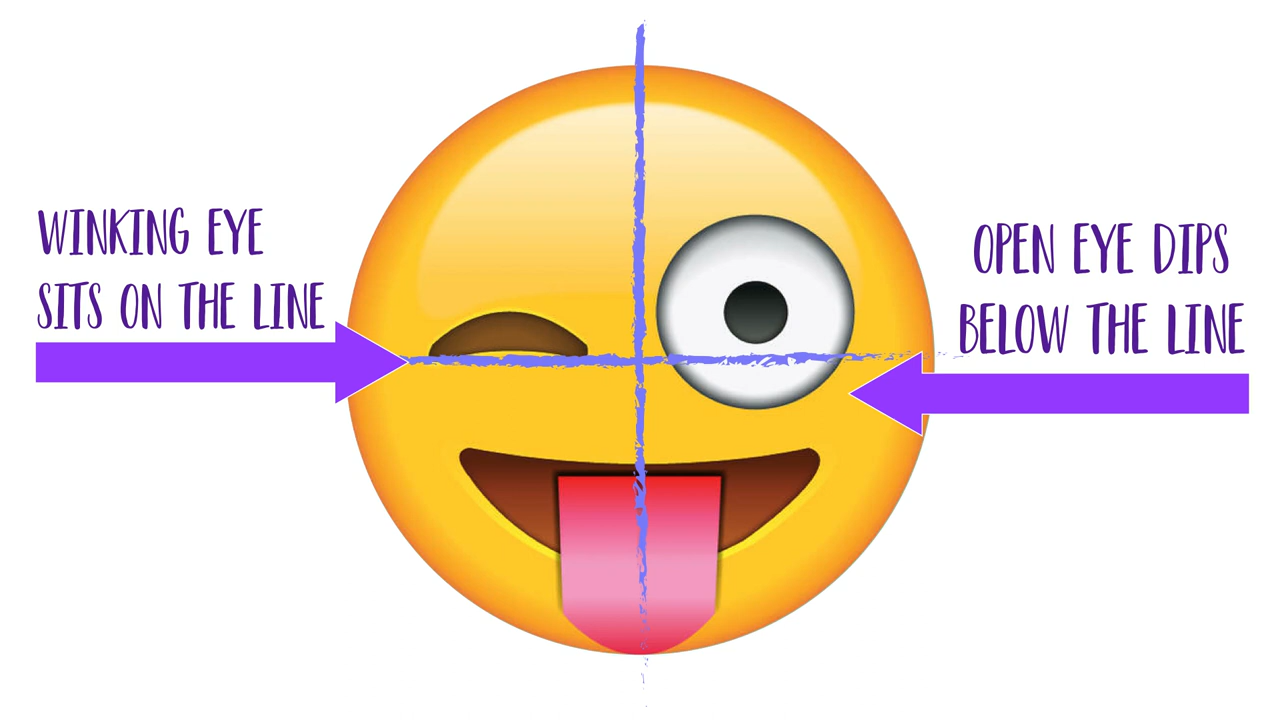 WINKING EYE
SITS ON THE LINE
OPEN EYE DIPS
BELOW THE LINE